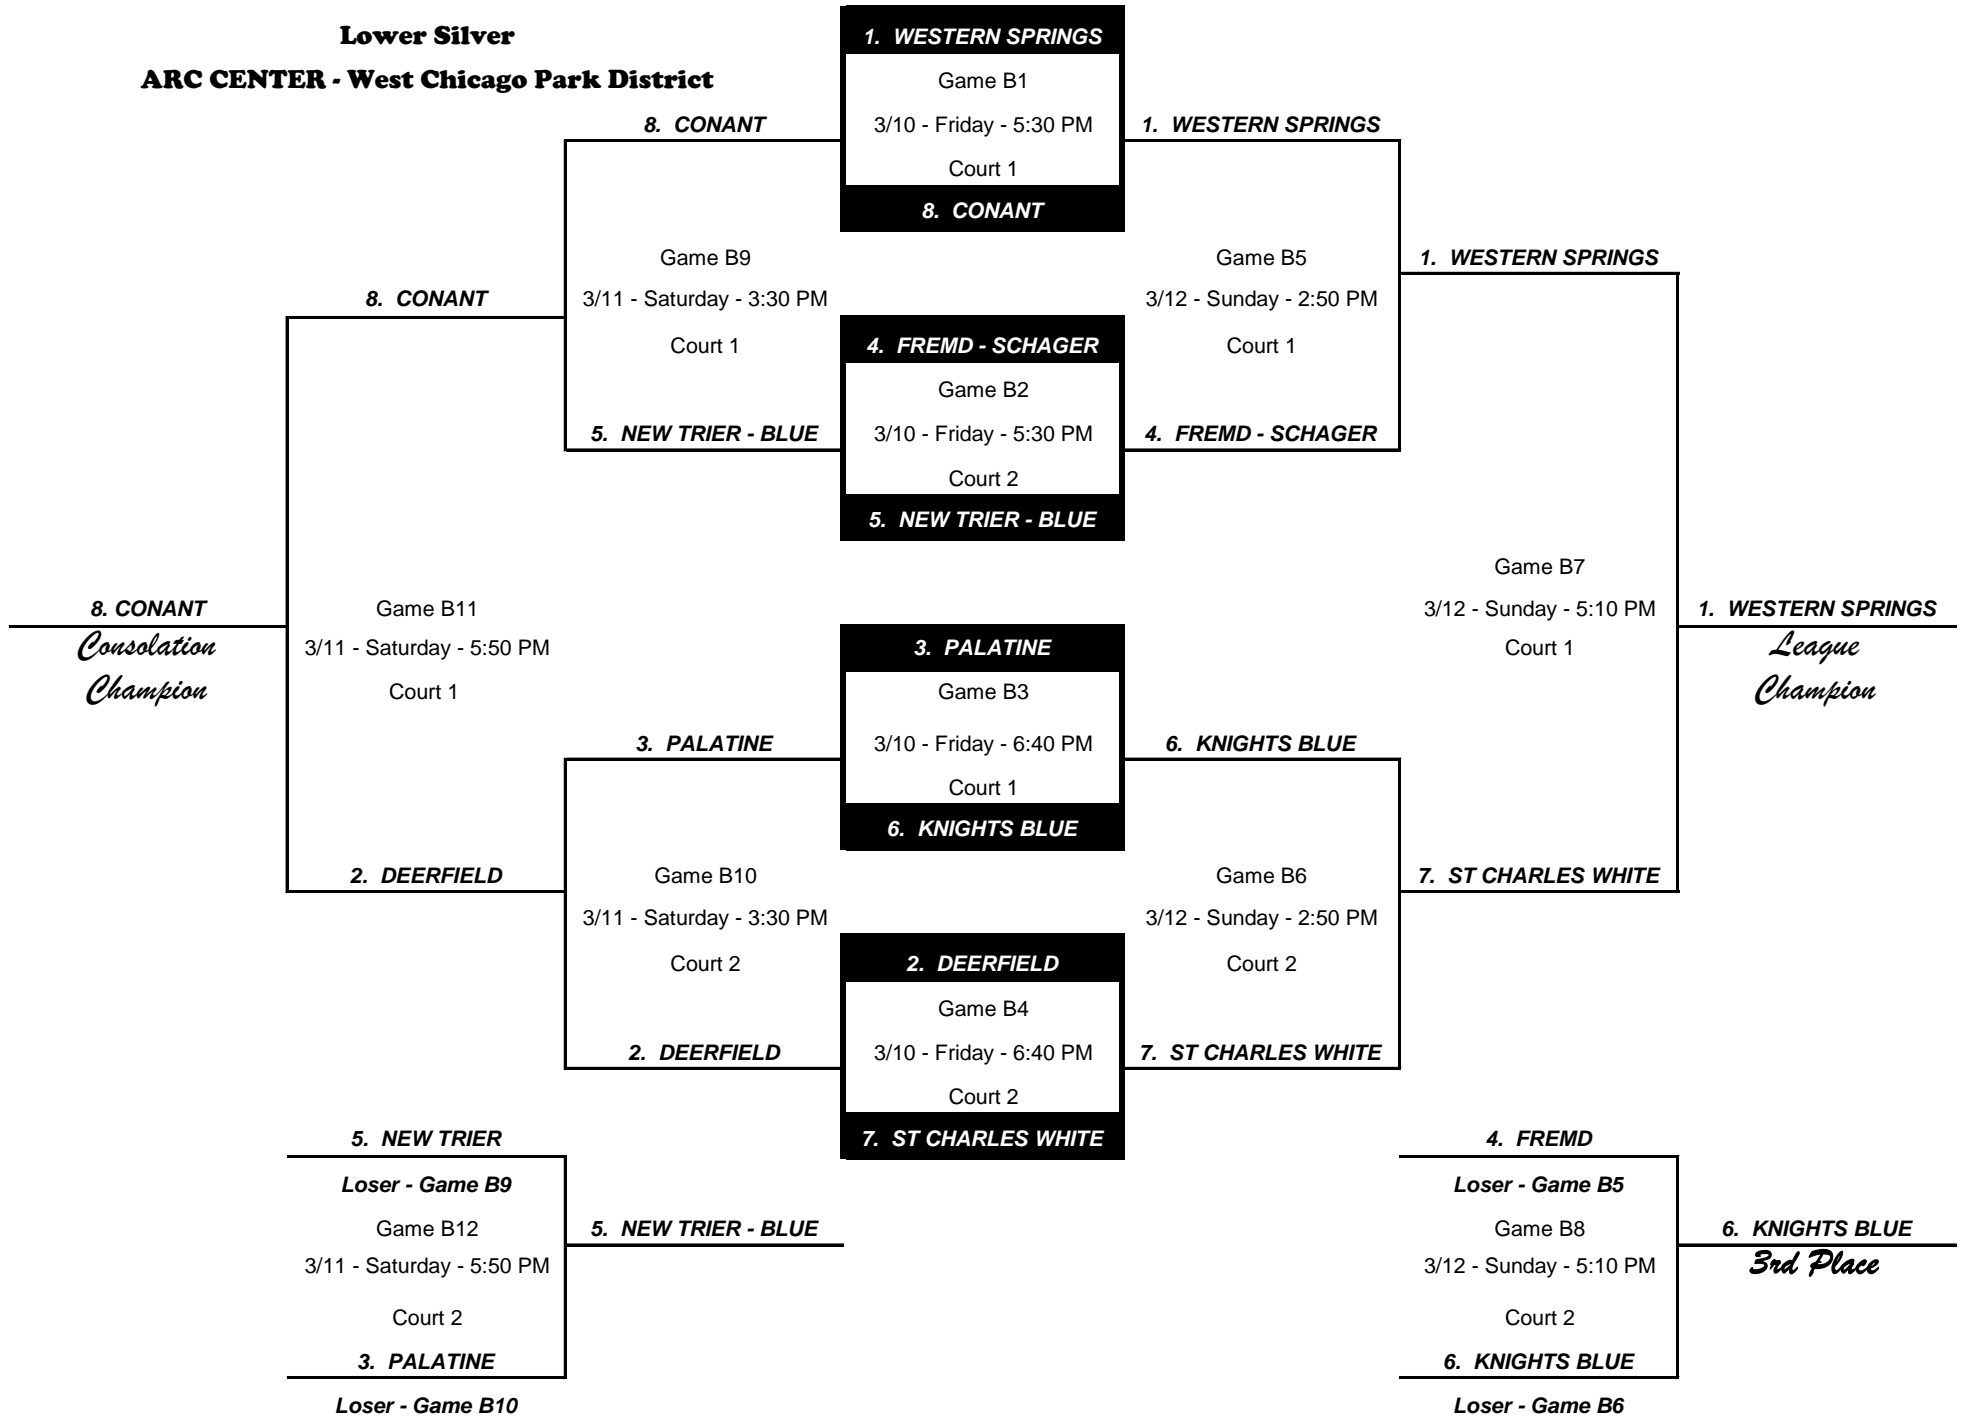 Lower Silver
ARC CENTER - West Chicago Park District
1. WESTERN SPRINGS
Game B1
3/10 - Friday - 5:30 PM
Court 1
8. CONANT
8. CONANT
1. WESTERN SPRINGS
Game B9
3/11 - Saturday - 3:30 PM
Court 1
Game B5
3/12 - Sunday - 2:50 PM
Court 1
1. WESTERN SPRINGS
8. CONANT
4. FREMD - SCHAGER
Game B2
3/10 - Friday - 5:30 PM
Court 2
5. NEW TRIER - BLUE
5. NEW TRIER - BLUE
4. FREMD - SCHAGER
8. CONANT
Consolation
Champion
Game B11
3/11 - Saturday - 5:50 PM
Court 1
Game B7
3/12 - Sunday - 5:10 PM
Court 1
1. WESTERN SPRINGS
League
Champion
3. PALATINE
Game B3
3/10 - Friday - 6:40 PM
Court 1
6. KNIGHTS BLUE
3. PALATINE
6. KNIGHTS BLUE
2. DEERFIELD
Game B10
3/11 - Saturday - 3:30 PM
Court 2
Game B6
3/12 - Sunday - 2:50 PM
Court 2
7. ST CHARLES WHITE
2. DEERFIELD
Game B4
3/10 - Friday - 6:40 PM
Court 2
7. ST CHARLES WHITE
2. DEERFIELD
7. ST CHARLES WHITE
5. NEW TRIER
Loser - Game B9
Game B12
3/11 - Saturday - 5:50 PM
Court 2
3. PALATINE
Loser - Game B10
5. NEW TRIER - BLUE
4. FREMD
Loser - Game B5
Game B8
3/12 - Sunday - 5:10 PM
Court 2
6. KNIGHTS BLUE
Loser - Game B6
6. KNIGHTS BLUE
3rd Place